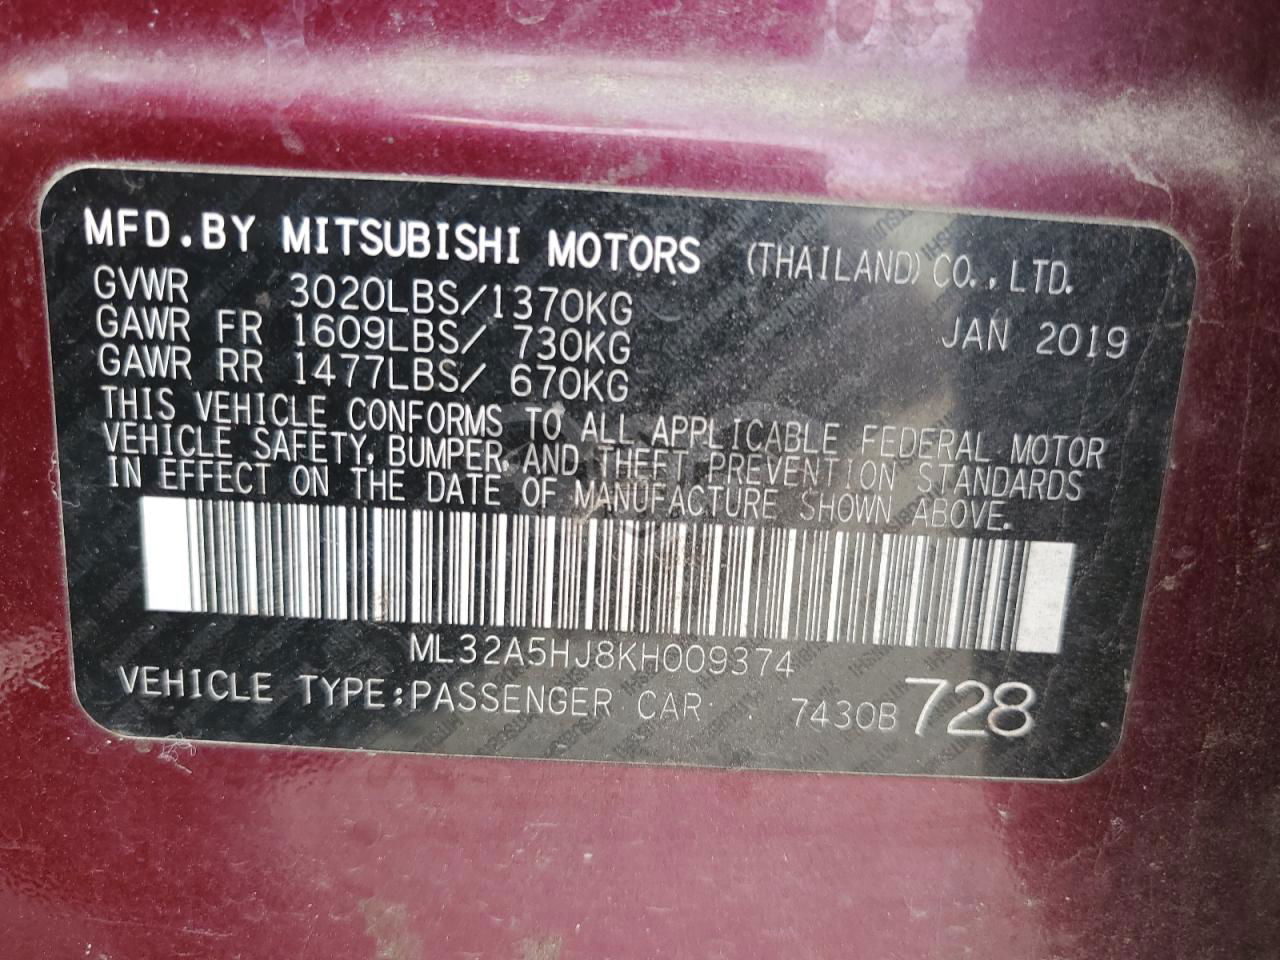 MFD.BY MITSUBISHI MOTORS (THAILAND) CO.,LTD.
GVWR 3020LBS/1370KG
GAWR FR 1609LBS/ 730KG JAN 2019
GAWR RR 1477LBS/ 670KG
THIS VEHICLE CONFORMS TO ALL APPLICABLE FEDERAL MOTOR
VEHICLE SAFETY, BUMPER, AND THEFT PREVENTION STANDARDS
IN EFFECT ON THE DATE OF MANUFACTURE SHOWN ABOVE.
ML32A5HJ8KH009374
VEHICLE TYPE:PASSENGER CAR 7430B 728